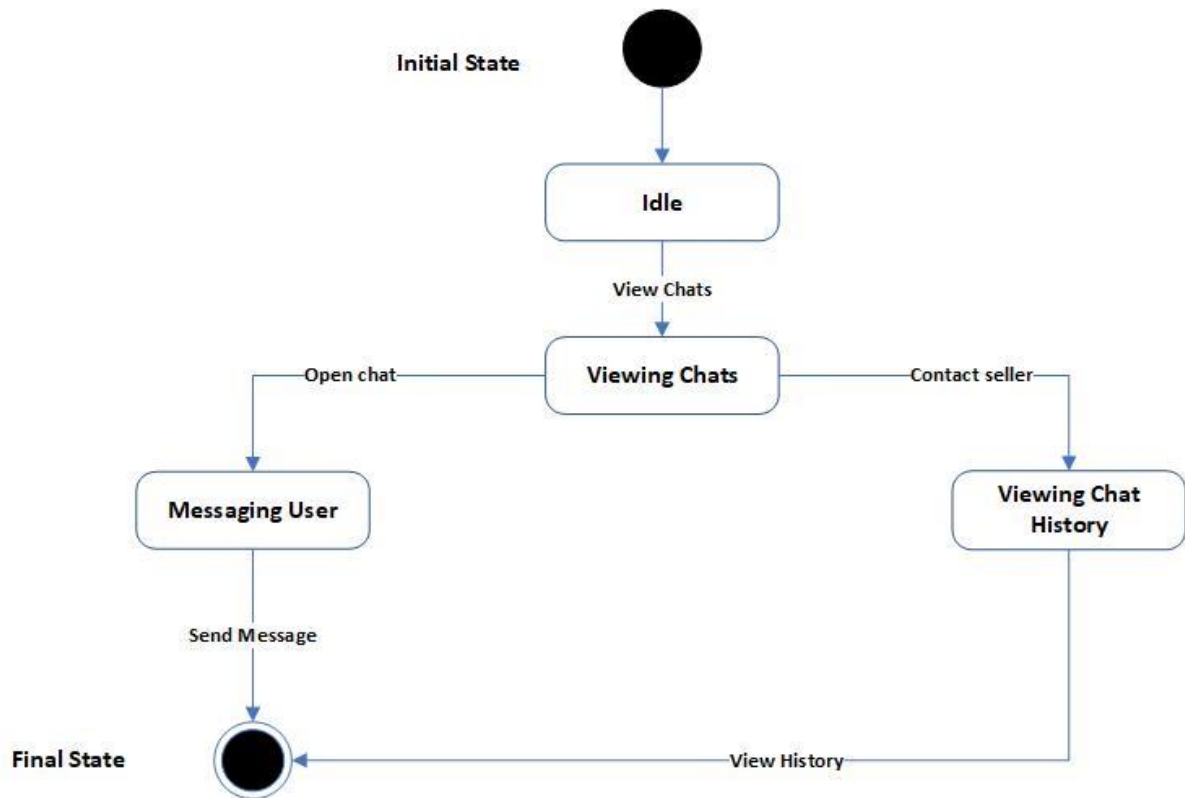 Initial State
Idle
View Chats
Open chat
Viewing Chats
Contact seller
Messaging User
Viewing Chat
History
Send Message
Final State
View History